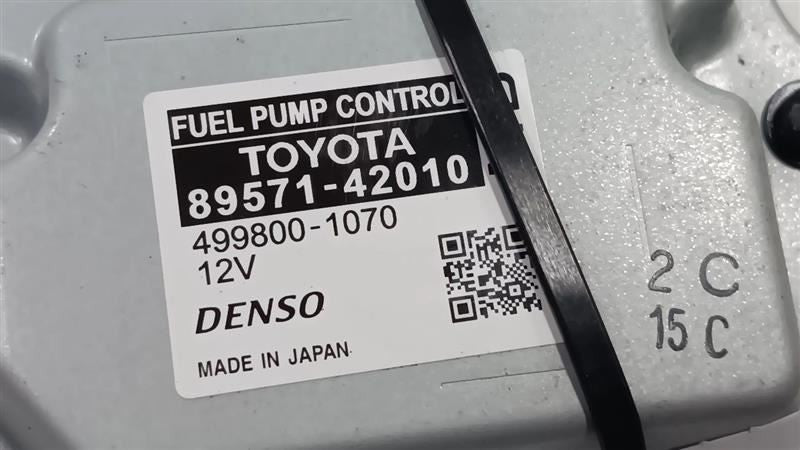 FUEL PUMP CONTROL
TOYOTA
89571-42010
499800-1070
12V
DENSO
MADE IN JAPAN
2 C
15 C